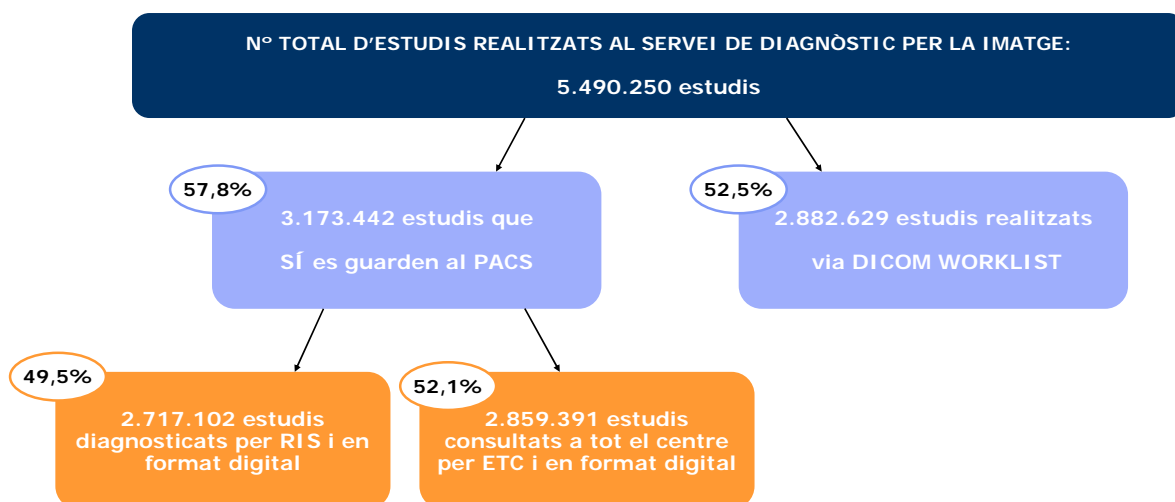 Nº TOTAL D'ESTUDIS REALITZATS AL SERVEI DE DIAGNÒSTIC PER LA IMATGE:
5.490.250 estudis
57,8%
3.173.442 estudis que
SÍ es guarden al PACS
52,5%
2.882.629 estudis realitzats
via DICOM WORKLIST
49,5%
2.717.102 estudis
diagnosticats per RIS i en
format digital
52,1%
2.859.391 estudis
consultats a tot el centre
per ETC i en format digital